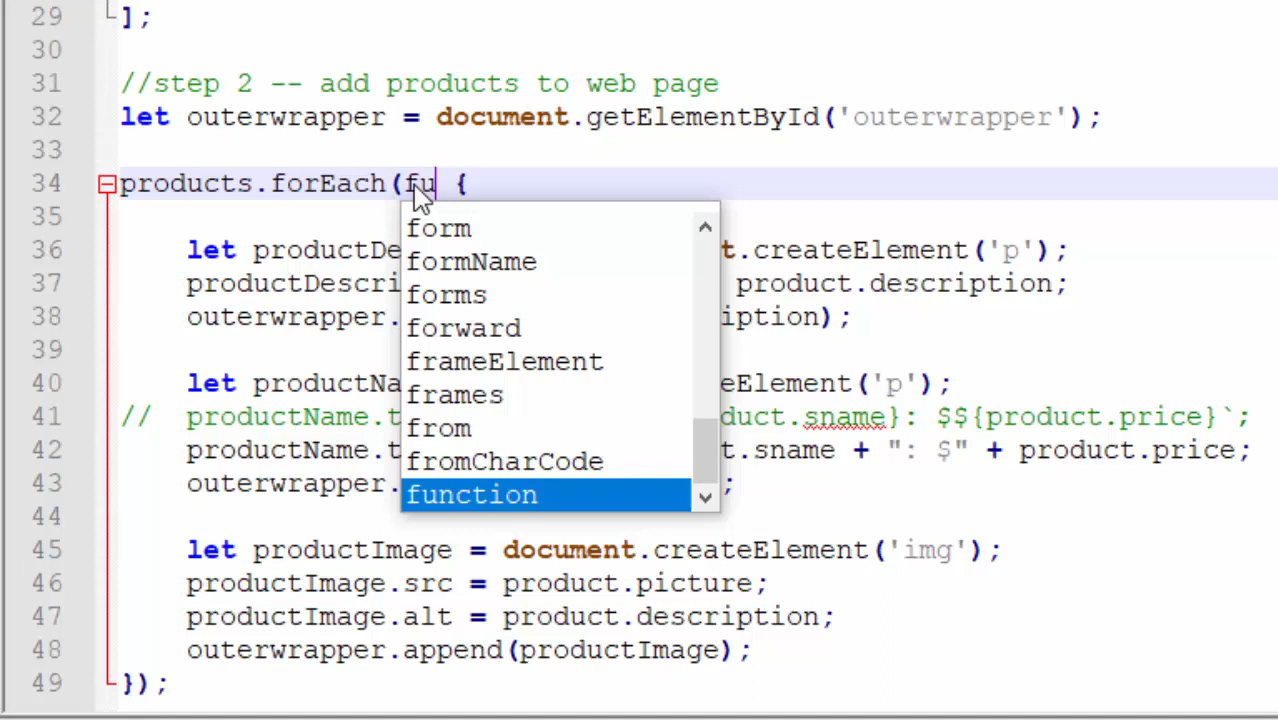 29 ];
30
31 //step 2 -- add products to web page
32 let outerwrapper = document.getElementById('outerwrapper');
33
34 products.forEach(fu {
35
form
36 let productDe t.createElement('p');
formName
37 productDescri product.description;
forms
38 outerwrapper. iption);
forward
39
frameElement
40 let productNa eElement('p');
frames
41 // productName.t duct.sname}: $${product.price}`;
from
42 productName.t t.sname + ": $" + product.price;
fromCharCode
43 outerwrapper. ;
function
44
45 let productImage = document.createElement('img');
46 productImage.src = product.picture;
47 productImage.alt = product.description;
48 outerwrapper.append(productImage);
49 });